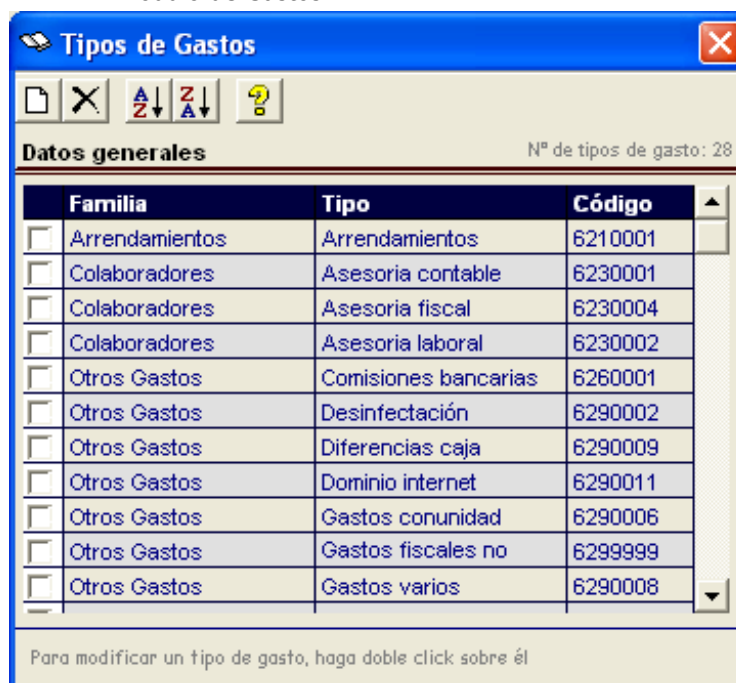 Tipos de Gastos
Datos generales Nº de tipos de gasto: 28
Familia Tipo Código
Arrendamientos Arrendamientos 6210001
Colaboradores Asesoria contable 6230001
Colaboradores Asesoria fiscal 6230004
Colaboradores Asesoria laboral 6230002
Otros Gastos Comisiones bancarias 6260001
Otros Gastos Desinfectación 6290002
Otros Gastos Diferencias caja 6290009
Otros Gastos Dominio internet 6290011
Otros Gastos Gastos conunidad 6290006
Otros Gastos Gastos fiscales no 6299999
Otros Gastos Gastos varios 6290008
Para modificar un tipo de gasto, haga doble click sobre él